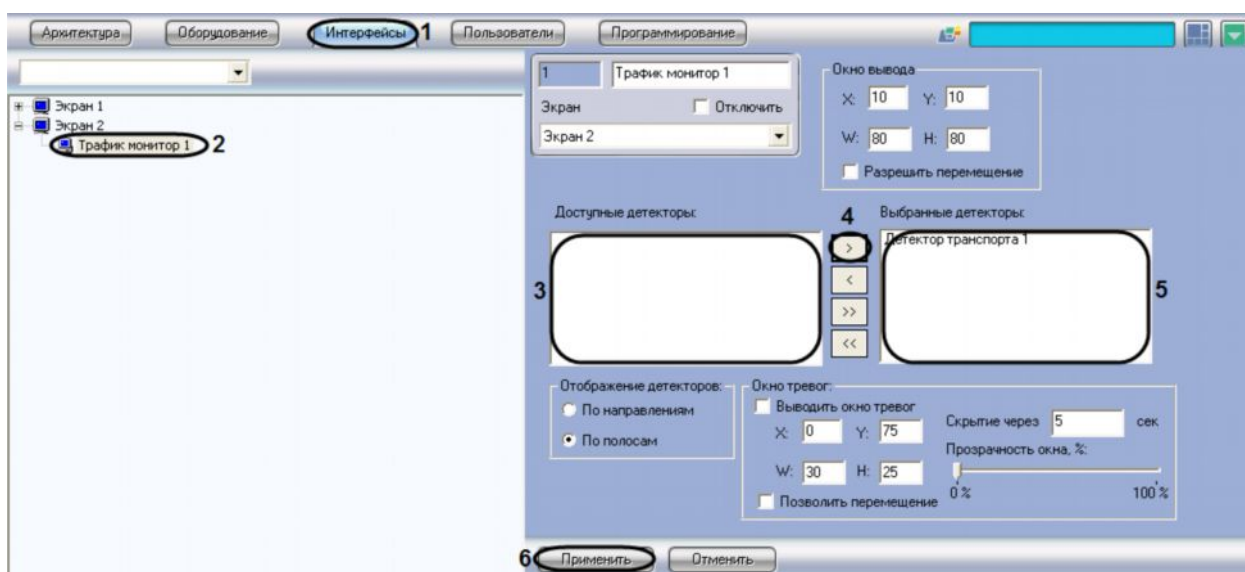 Архитектура Оборудование Интерфейсы 1 Пользователи Программирование
1 Трафик монитор 1
Экран Отключить
Экран 2
Окно вывода
X: 10 Y: 10
W: 80 H: 80
Разрешить перемещение
Экран 1
Экран 2
Трафик монитор 1 2
Доступные детекторы:
4
Выбранные детекторы:
Детектор транспорта 1
3
>
<
>>
<<
5
Отображение детекторов:
По направлениям
По полосам
Окно тревог:
Выводить окно тревог
X: 0 Y: 75
W: 30 H: 25
Позволить перемещение
Скрытие через 5 сек
Прозрачность окна, %:
0 % 100 %
6 Применить Отменить